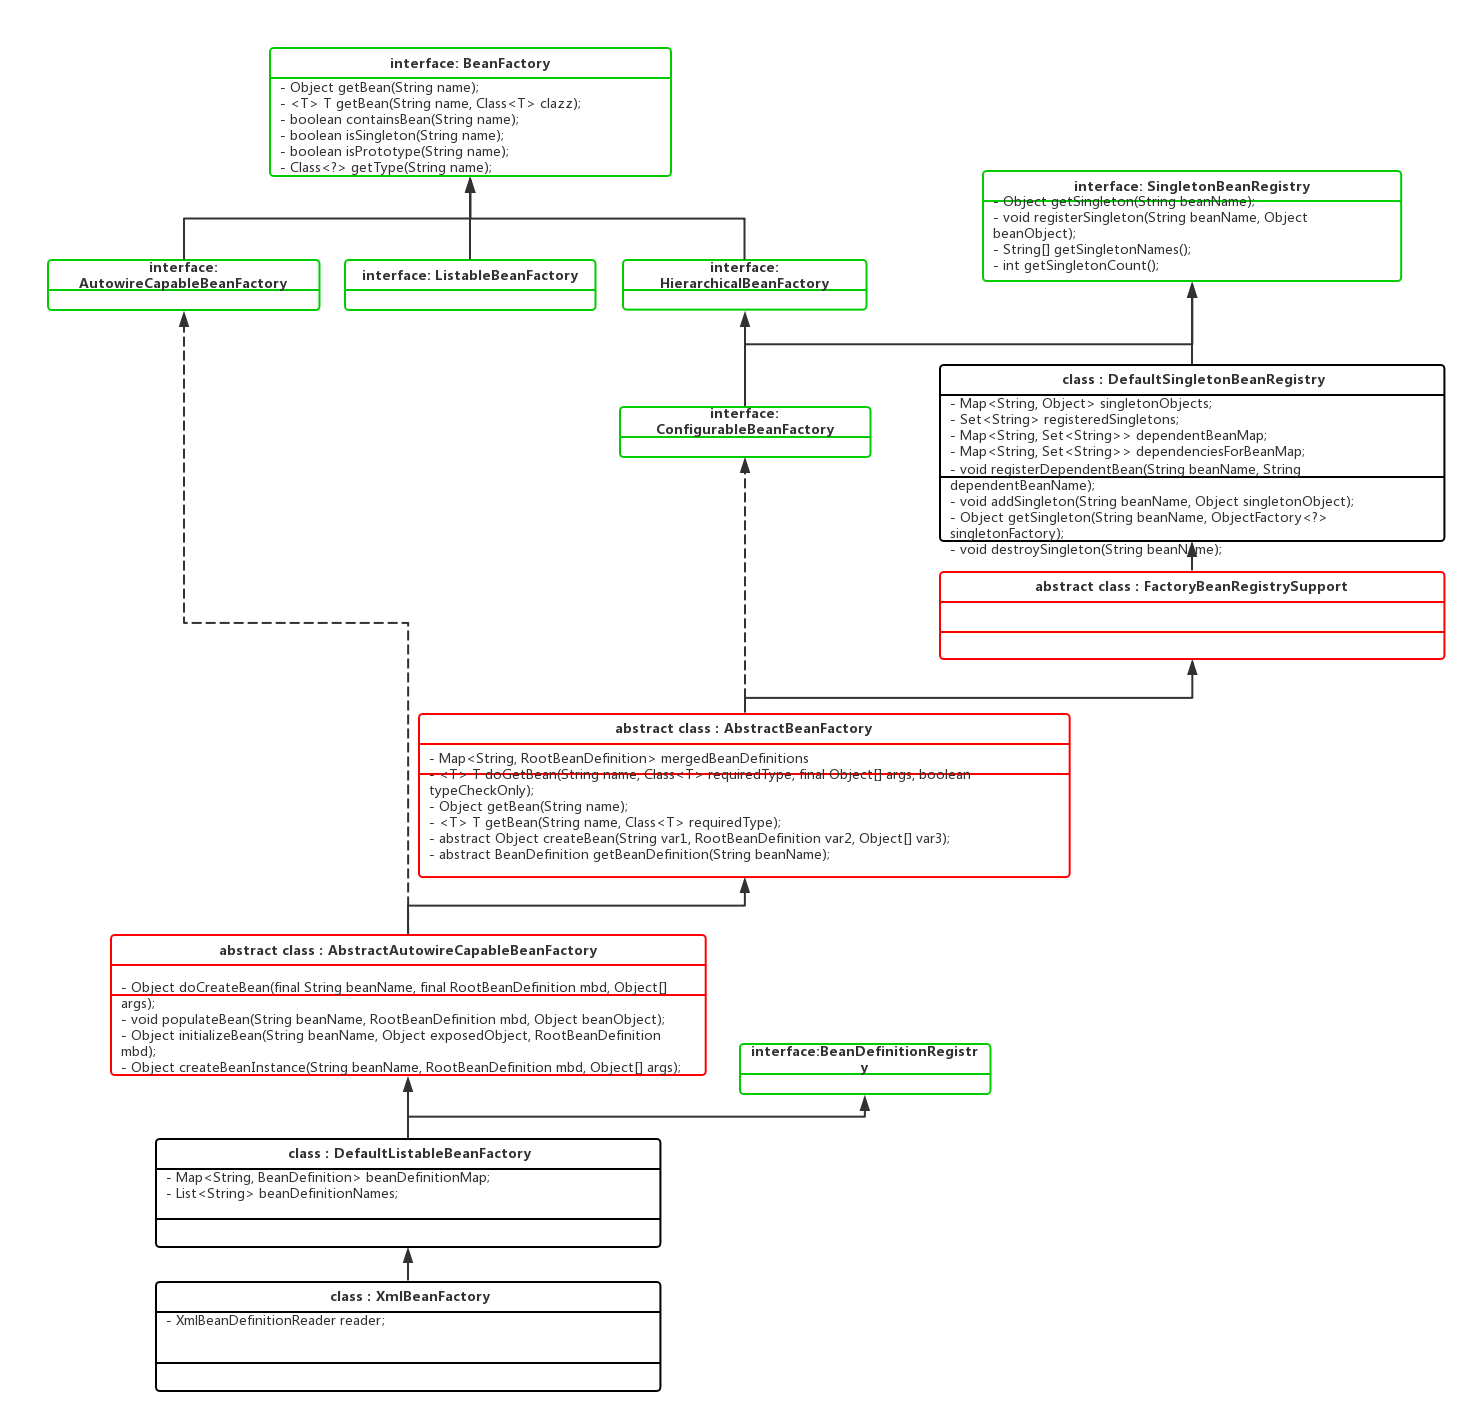 interface: BeanFactory
- Object getBean(String name);
- <T> T getBean(String name, Class<T> clazz);
- boolean containsBean(String name);
- boolean isSingleton(String name);
- boolean isPrototype(String name);
- Class<?> getType(String name);
interface: SingletonBeanRegistry
- Object getSingleton(String beanName);
- void registerSingleton(String beanName, Object
beanObject);
- String[] getSingletonNames();
- int getSingletonCount();
interface:
AutowireCapableBeanFactory
interface: ListableBeanFactory
interface:
HierarchicalBeanFactory
class : DefaultSingletonBeanRegistry
- Map<String, Object> singletonObjects;
- Set<String> registeredSingletons;
- Map<String, Set<String>> dependentBeanMap;
- Map<String, Set<String>> dependenciesForBeanMap;
- void registerDependentBean(String beanName, String
dependentBeanName);
- void addSingleton(String beanName, Object singletonObject);
- Object getSingleton(String beanName, ObjectFactory<?>
singletonFactory);
- void destroySingleton(String beanName);
interface:
ConfigurableBeanFactory
abstract class : FactoryBeanRegistrySupport
abstract class : AbstractBeanFactory
- Map<String, RootBeanDefinition> mergedBeanDefinitions
- <T> T doGetBean(String name, Class<T> requiredType, final Object[] args, boolean
typeCheckOnly);
- Object getBean(String name);
- <T> T getBean(String name, Class<T> requiredType);
- abstract Object createBean(String var1, RootBeanDefinition var2, Object[] var3);
- abstract BeanDefinition getBeanDefinition(String beanName);
abstract class : AbstractAutowireCapableBeanFactory
- Object doCreateBean(final String beanName, final RootBeanDefinition mbd, Object[]
args);
- void populateBean(String beanName, RootBeanDefinition mbd, Object beanObject);
- Object initializeBean(String beanName, Object exposedObject, RootBeanDefinition
mbd);
- Object createBeanInstance(String beanName, RootBeanDefinition mbd, Object[] args);
interface:BeanDefinitionRegistr
y
class : DefaultListableBeanFactory
- Map<String, BeanDefinition> beanDefinitionMap;
- List<String> beanDefinitionNames;
class : XmlBeanFactory
- XmlBeanDefinitionReader reader;